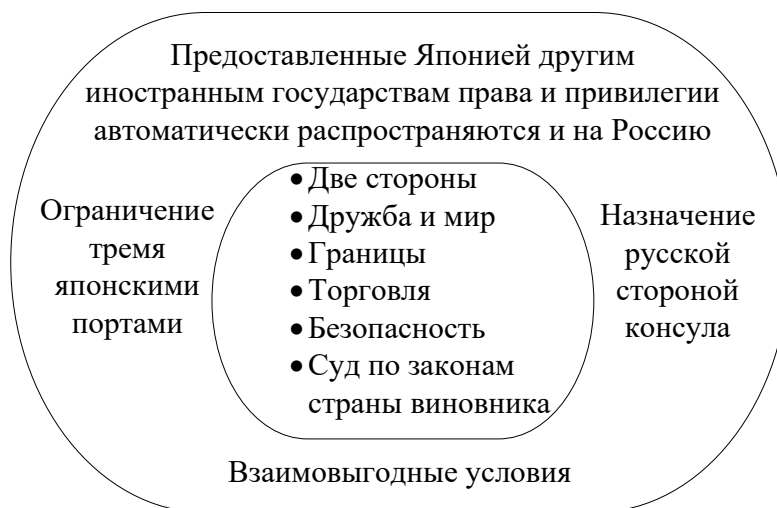 Предоставленные Японией другим
иностранным государствам права и привилегии
автоматически распространяются и на Россию
Ограничение
тремя
японскими
портами
• Две стороны
• Дружба и мир
• Границы
• Торговля
• Безопасность
• Суд по законам
страны виновника
Назначение
русской
стороной
консула
Взаимовыгодные условия